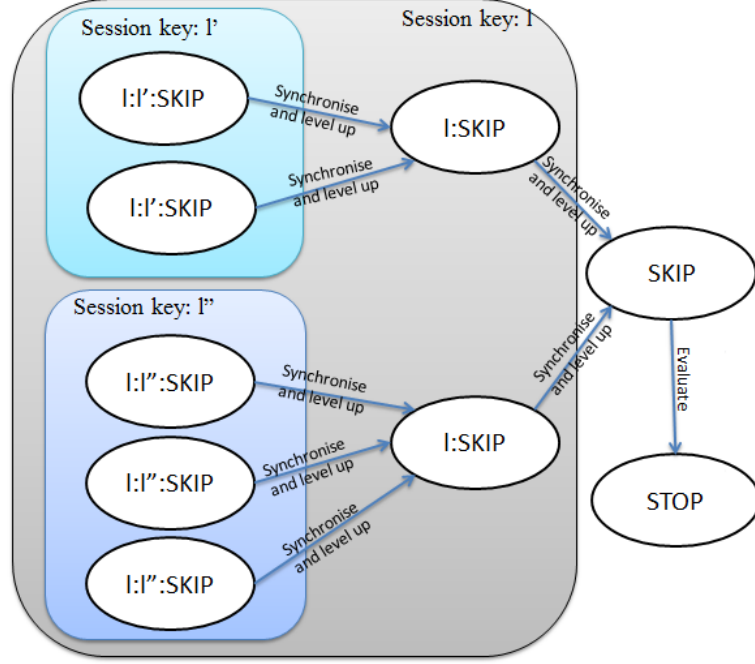 Session key: l’
Session key: l
l:l’:SKIP
Synchronise
and level up
l:SKIP
l:l’:SKIP
Synchronise
and level up
Synchronise
and level up
SKIP
Session key: l”
l:l”:SKIP
Synchronise
and level up
Synchronise
and level up
Evaluate
l:SKIP
l:l”:SKIP
Synchronise
and level up
STOP
l:l”:SKIP
Synchronise
and level up